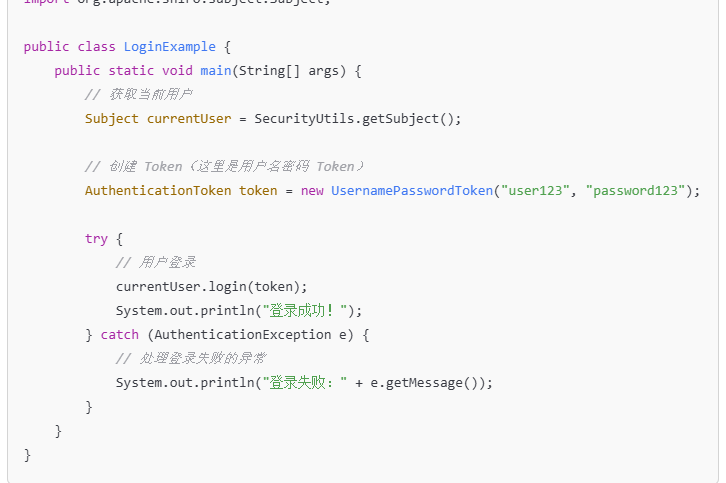 import org.apache.shiro.subject.Subject;
public class LoginExample {
    public static void main(String[] args) {
        // 获取当前用户
        Subject currentUser = SecurityUtils.getSubject();
        // 创建 Token（这里是用户名密码 Token）
        AuthenticationToken token = new UsernamePasswordToken("user123", "password123");
        try {
            // 用户登录
            currentUser.login(token);
            System.out.println("登录成功！");
        } catch (AuthenticationException e) {
            // 处理登录失败的异常
            System.out.println("登录失败：" + e.getMessage());
        }
    }
}